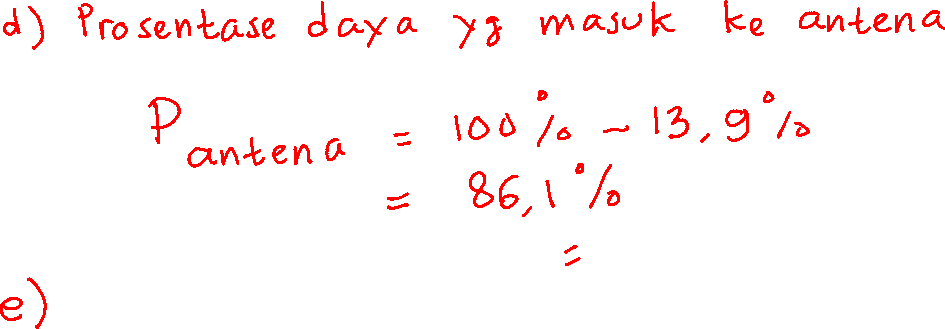 d) Prosentase daya yg masuk ke antena
P antena = 100% - 13,9%
= 86,1%
=
e)